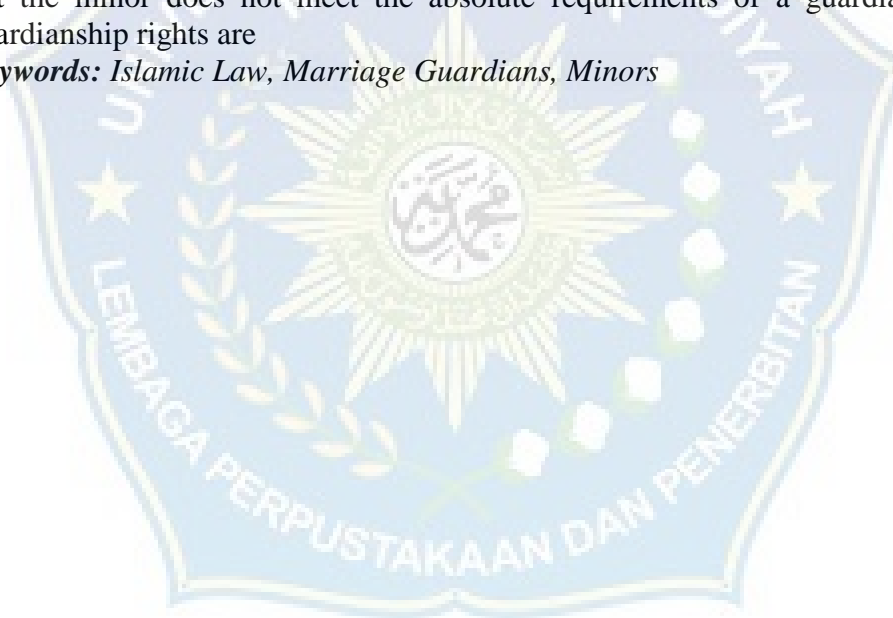 t the minor does not meet the absolute requirements of a guardia
ardianship rights are
ywords: Islamic Law, Marriage Guardians, Minors
LEMBAGA PERPUSTAKAAN DAN PENERBITAN